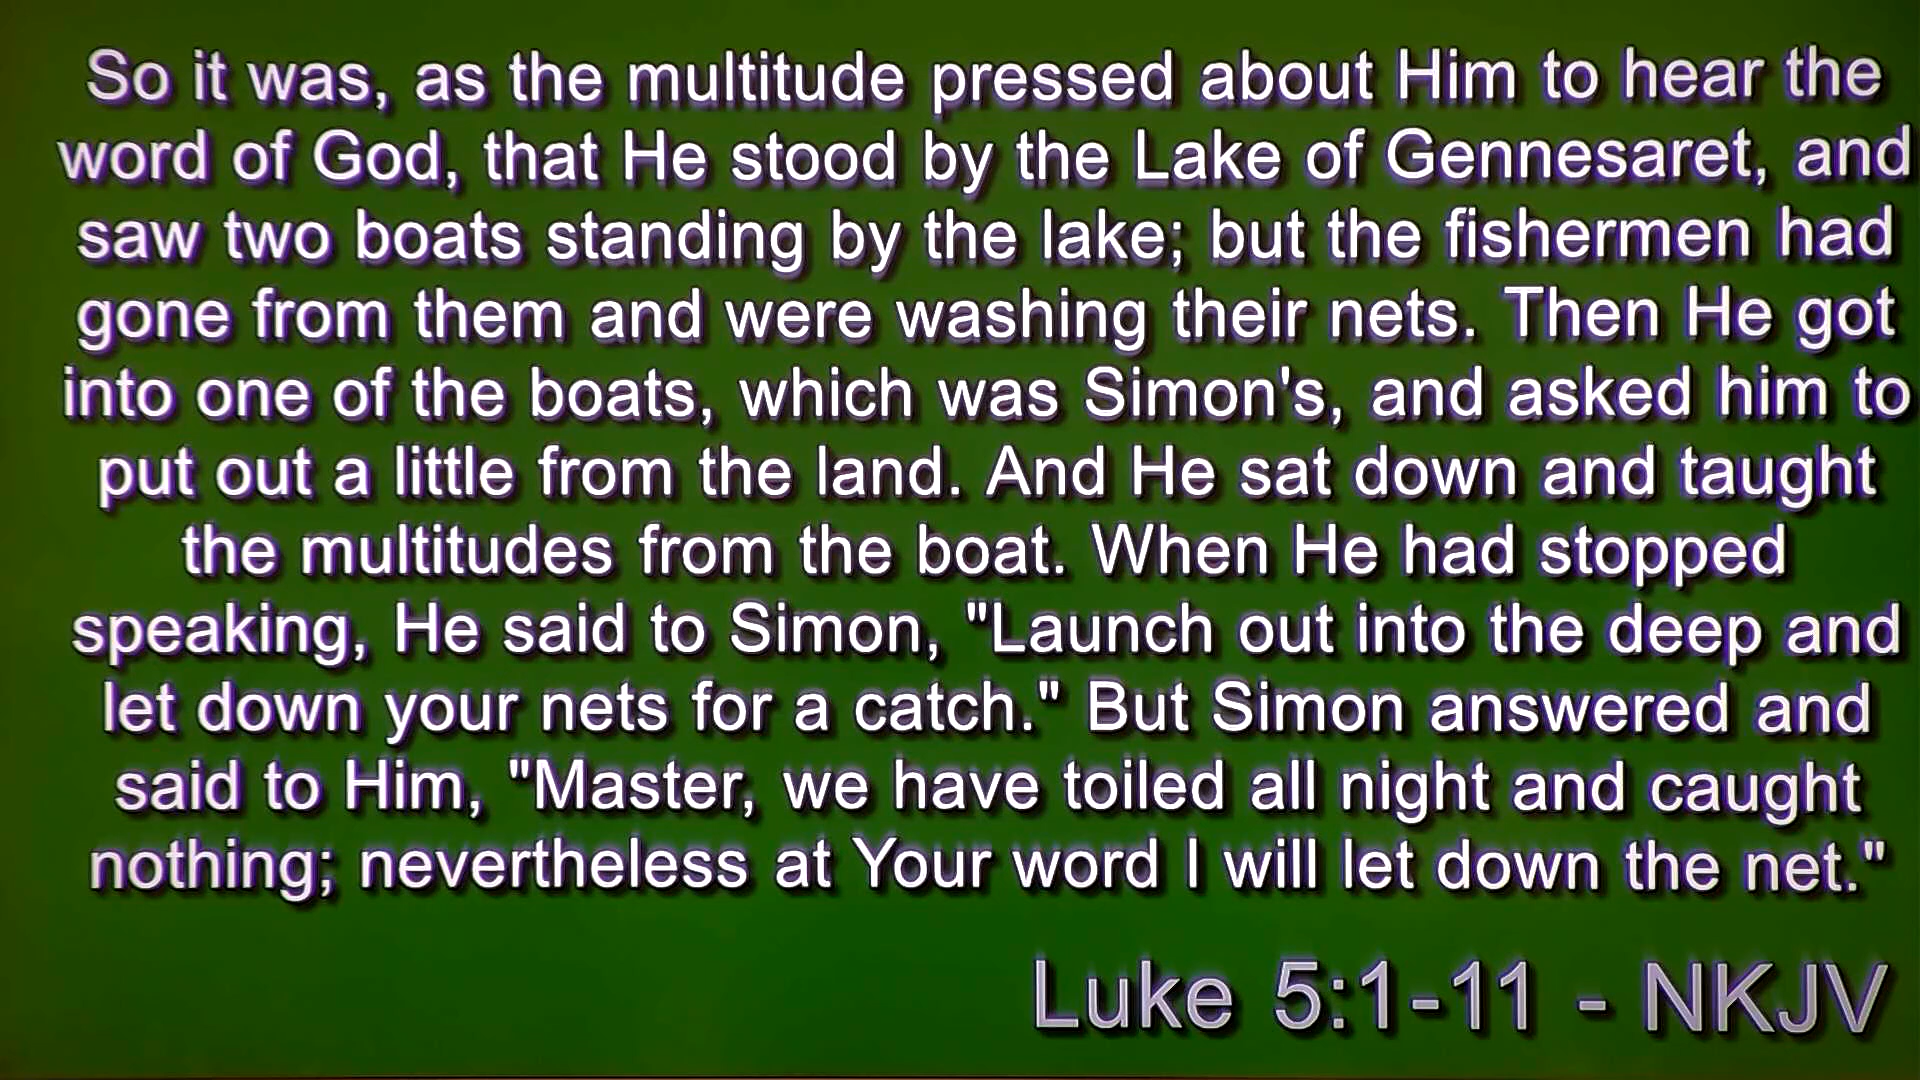 So it was, as the multitude pressed about Him to hear the
word of God, that He stood by the Lake of Gennesaret, and
saw two boats standing by the lake; but the fishermen had
gone from them and were washing their nets. Then He got
into one of the boats, which was Simon's, and asked him to
put out a little from the land. And He sat down and taught
the multitudes from the boat. When He had stopped
speaking, He said to Simon, "Launch out into the deep and
let down your nets for a catch." But Simon answered and
said to Him, "Master, we have toiled all night and caught
nothing; nevertheless at Your word I will let down the net."
Luke 5:1-11 - NKJV